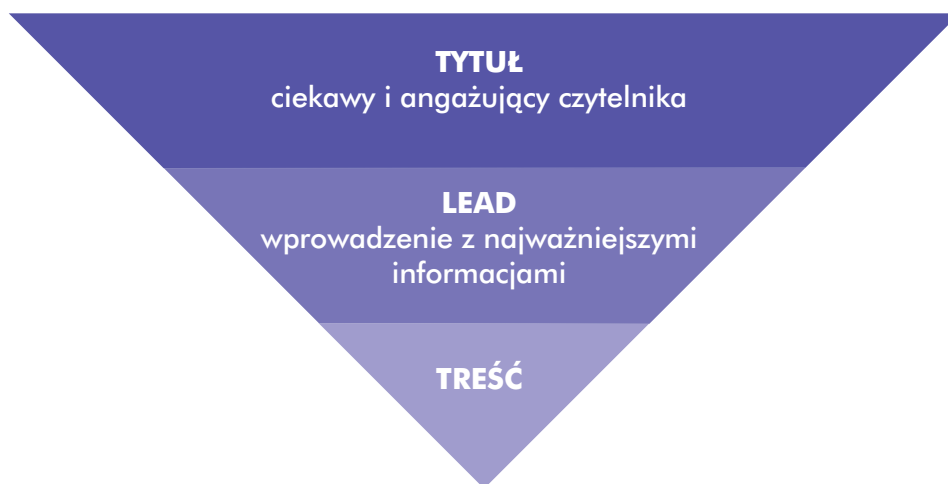 TYTUŁ
ciekawy i angażujący czytelnika
LEAD
wprowadzenie z najważniejszymi
informacjami
TREŚĆ